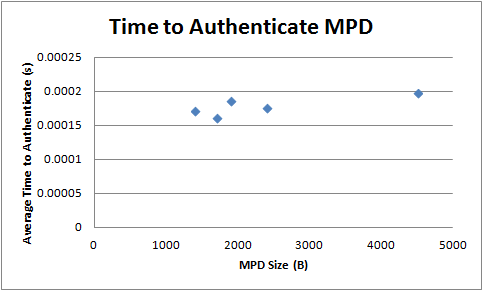 Time to Authenticate MPD
Average Time to Authenticate (s)
0.00025
0.0002
0.00015
0.0001
0.00005
0
0 1000 2000 3000 4000 5000
MPD Size (B)